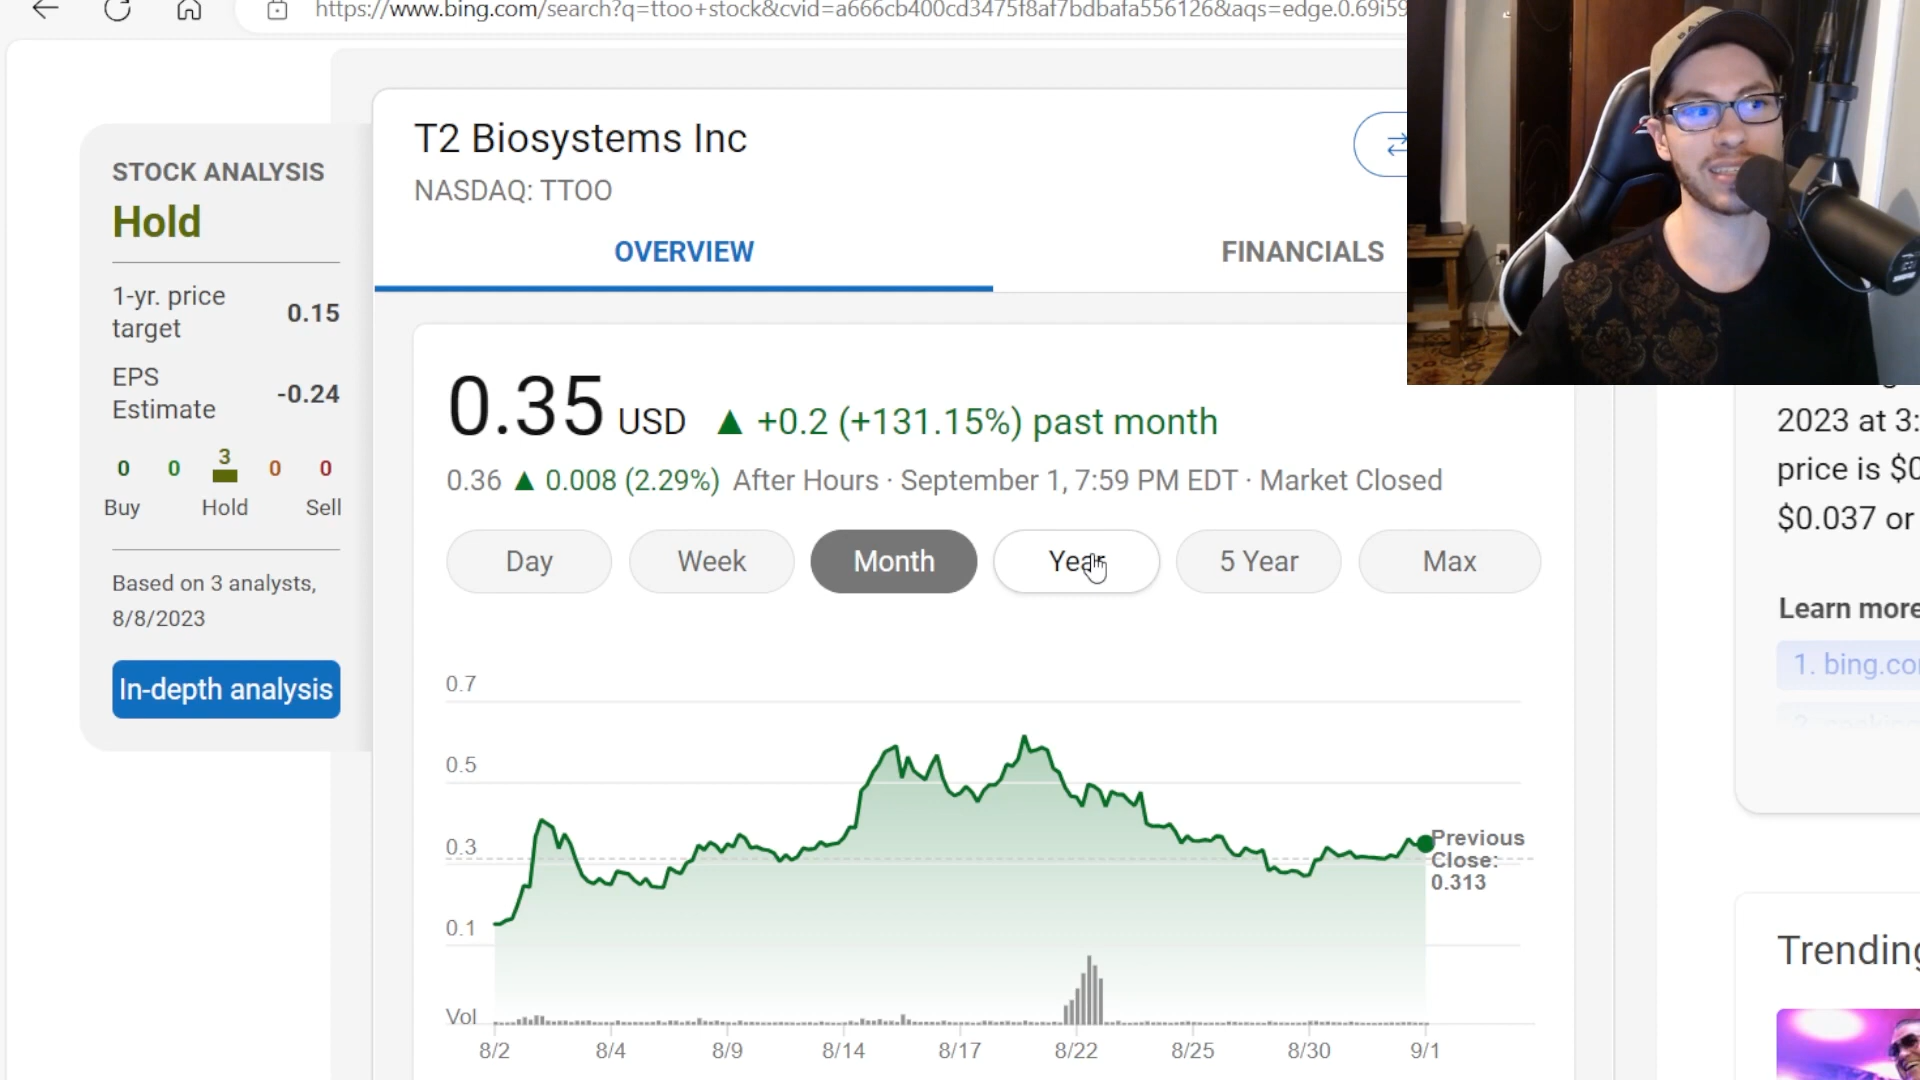 https://www.bing.com/search?q=ttoo+stock&cvid=a666cb400cd3475f8af7bdbafa556126&aqs=edge.0.69i59
T2 Biosystems Inc
NASDAQ: TTOO
OVERVIEW
FINANCIALS
STOCK ANALYSIS
Hold
1-yr. price
target
0.15
EPS
Estimate
-0.24
0 0 3 0 0
Buy Hold Sell
Based on 3 analysts,
8/8/2023
In-depth analysis
0.35 USD ▲ +0.2 (+131.15%) past month
0.36 ▲ 0.008 (2.29%) After Hours · September 1, 7:59 PM EDT · Market Closed
Day Week Month Year 5 Year Max
0.7
0.5
0.3
0.1
Vol
Previous
Close:
0.313
8/2 8/4 8/9 8/14 8/17 8/22 8/25 8/30 9/1
2023 at 3:
price is $0
$0.037 or
Learn more
1. bing.co
Trending